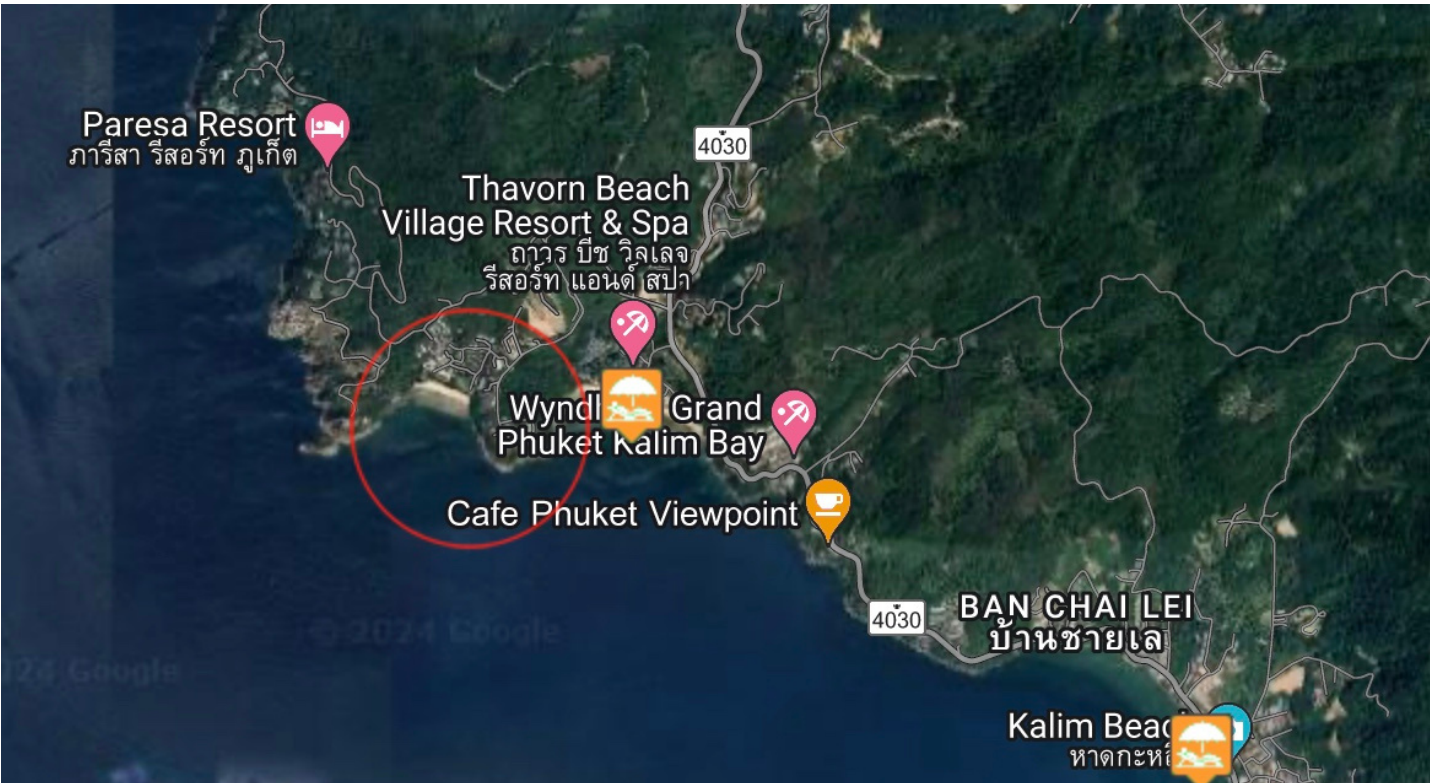 Paresa Resort
ภารีสา รีสอร์ท ภูเก็ต
4030
Thavorn Beach
Village Resort & Spa
ถาวร บีช วิลเลจ
รีสอร์ท แอนด์ สปา
Grand
Phuket Kalim Bay
Cafe Phuket Viewpoint
4030
BAN CHAI LEI
บ้านชายเล
© 2024 Google
Google
Kalim